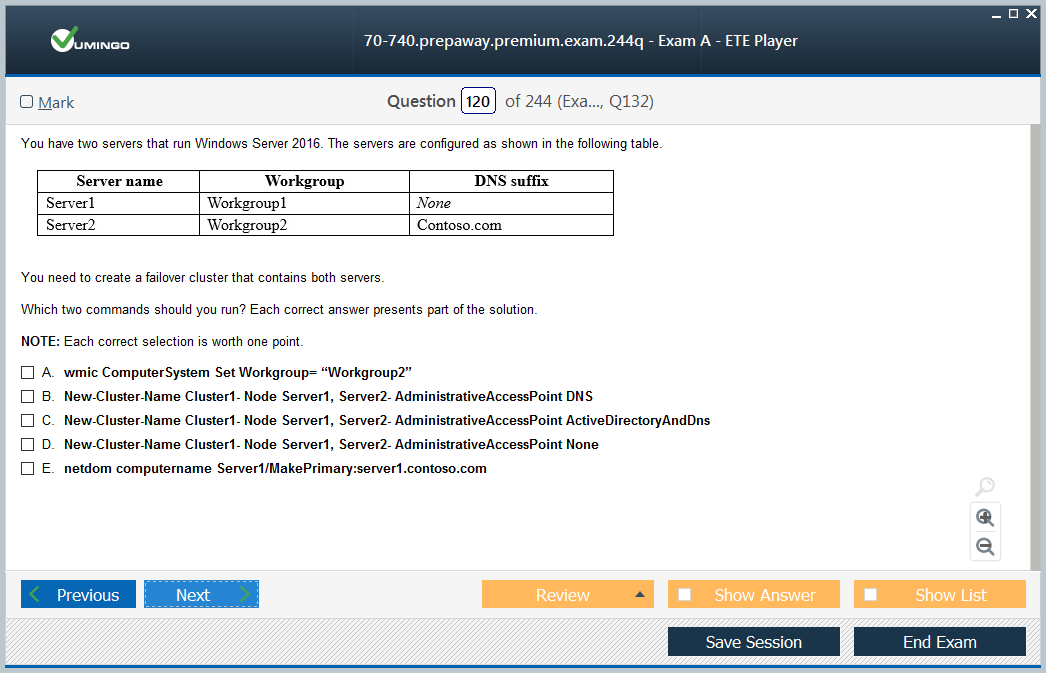 VUMINGO
70-740.prepaway.premium.exam.244q - Exam A - ETE Player
Mark
Question 120 of 244 (Exa..., Q132)
You have two servers that run Windows Server 2016. The servers are configured as shown in the following table.
Server name Workgroup DNS suffix
Server1 Workgroup1 None
Server2 Workgroup2 Contoso.com
You need to create a failover cluster that contains both servers.
Which two commands should you run? Each correct answer presents part of the solution.
NOTE: Each correct selection is worth one point.
A. wmic ComputerSystem Set Workgroup= “Workgroup2”
B. New-Cluster-Name Cluster1- Node Server1, Server2- AdministrativeAccessPoint DNS
C. New-Cluster-Name Cluster1- Node Server1, Server2- AdministrativeAccessPoint ActiveDirectoryAndDns
D. New-Cluster-Name Cluster1- Node Server1, Server2- AdministrativeAccessPoint None
E. netdom computername Server1/MakePrimary:server1.contoso.com
Previous Next Review Show Answer Show List
Save Session End Exam